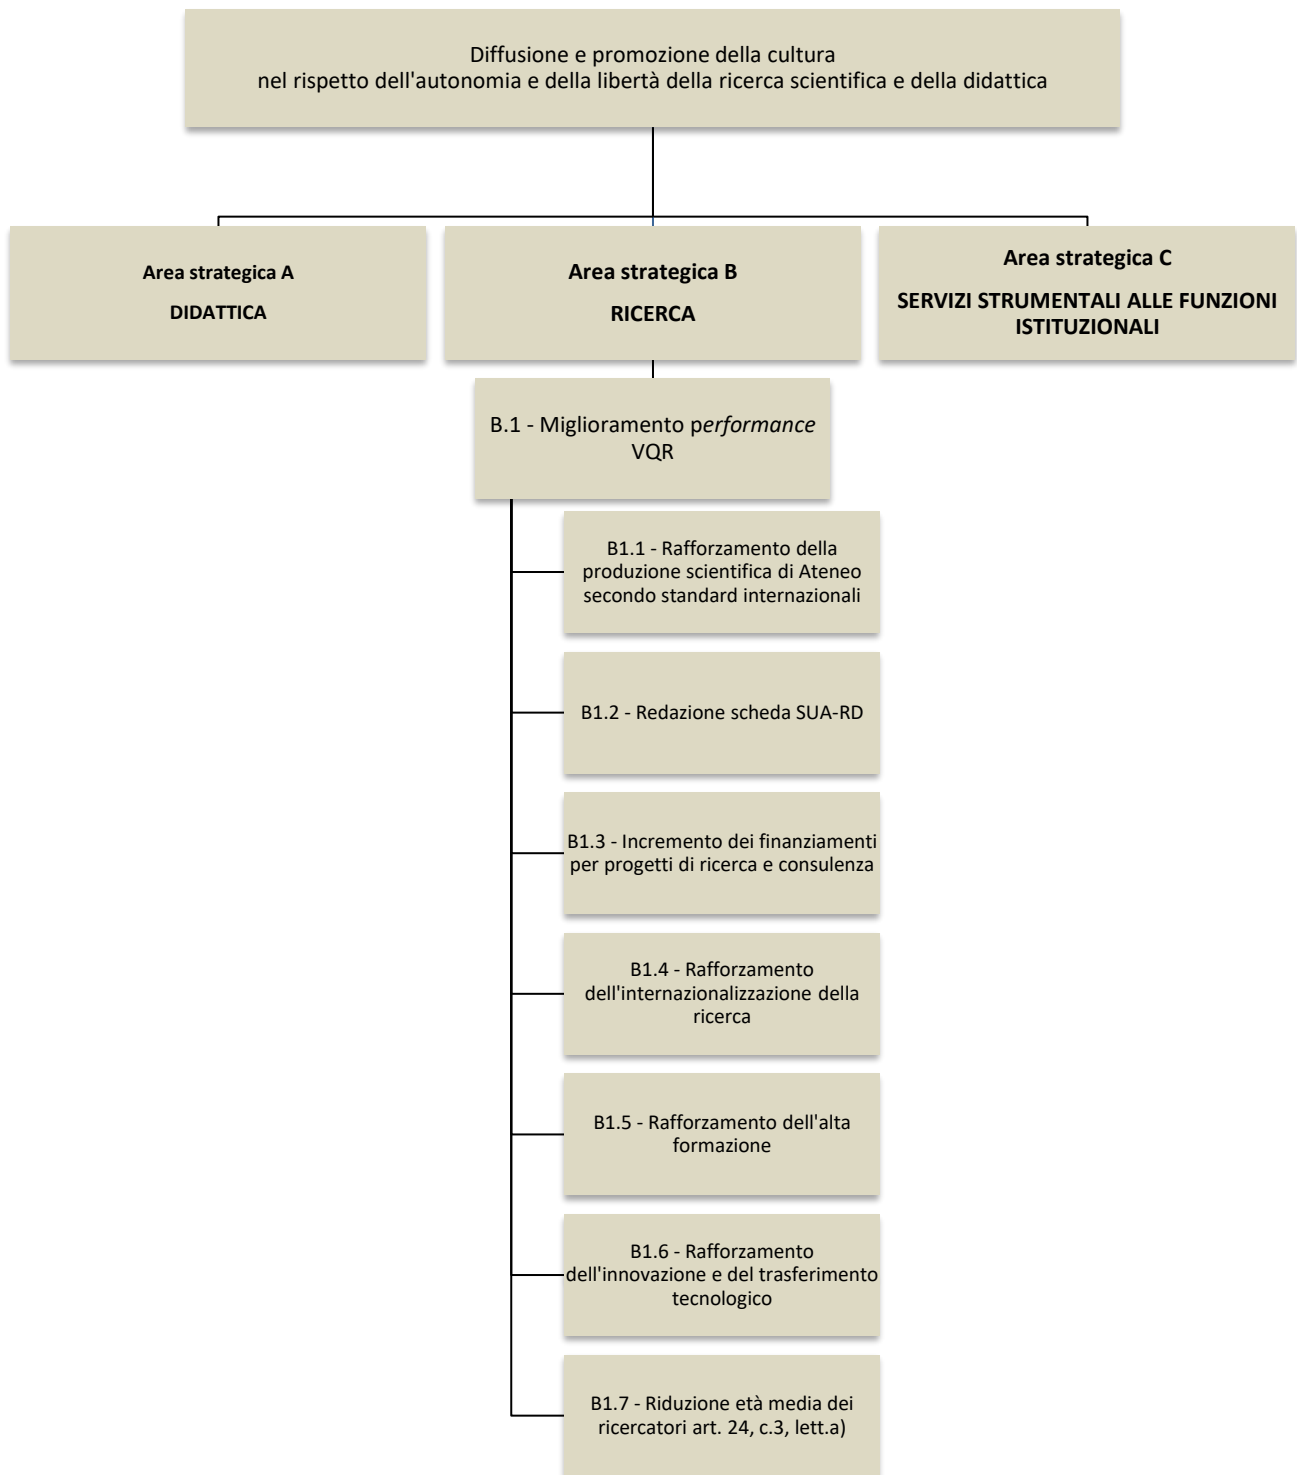 Diffusione e promozione della cultura
nel rispetto dell'autonomia e della libertà della ricerca scientifica e della didattica
Area strategica A
DIDATTICA
Area strategica B
RICERCA
Area strategica C
SERVIZI STRUMENTALI ALLE FUNZIONI
ISTITUZIONALI
B.1 - Miglioramento performance
VQR
B1.1 - Rafforzamento della
produzione scientifica di Ateneo
secondo standard internazionali
B1.2 - Redazione scheda SUA-RD
B1.3 - Incremento dei finanziamenti
per progetti di ricerca e consulenza
B1.4 - Rafforzamento
dell'internazionalizzazione della
ricerca
B1.5 - Rafforzamento dell'alta
formazione
B1.6 - Rafforzamento
dell'innovazione e del trasferimento
tecnologico
B1.7 - Riduzione età media dei
ricercatori art. 24, c.3, lett.a)